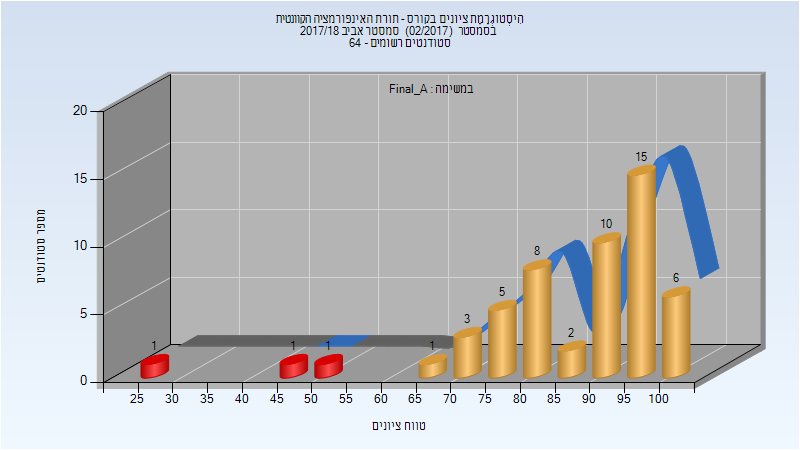 הִיסְטוֹגְרַמַת ציונים בקורס - תורת האינפורמציה הקוונטית
בסמסטר (02/2017) סמסטר אביב 2017/18
סטודנטים רשומים - 64
במשימה : Final_A
מספר סטודנטים
20
15
10
5
0
1
1
1
1
3
5
8
2
10
15
6
25 30 35 40 45 50 55 60 65 70 75 80 85 90 95 100
טווח ציונים